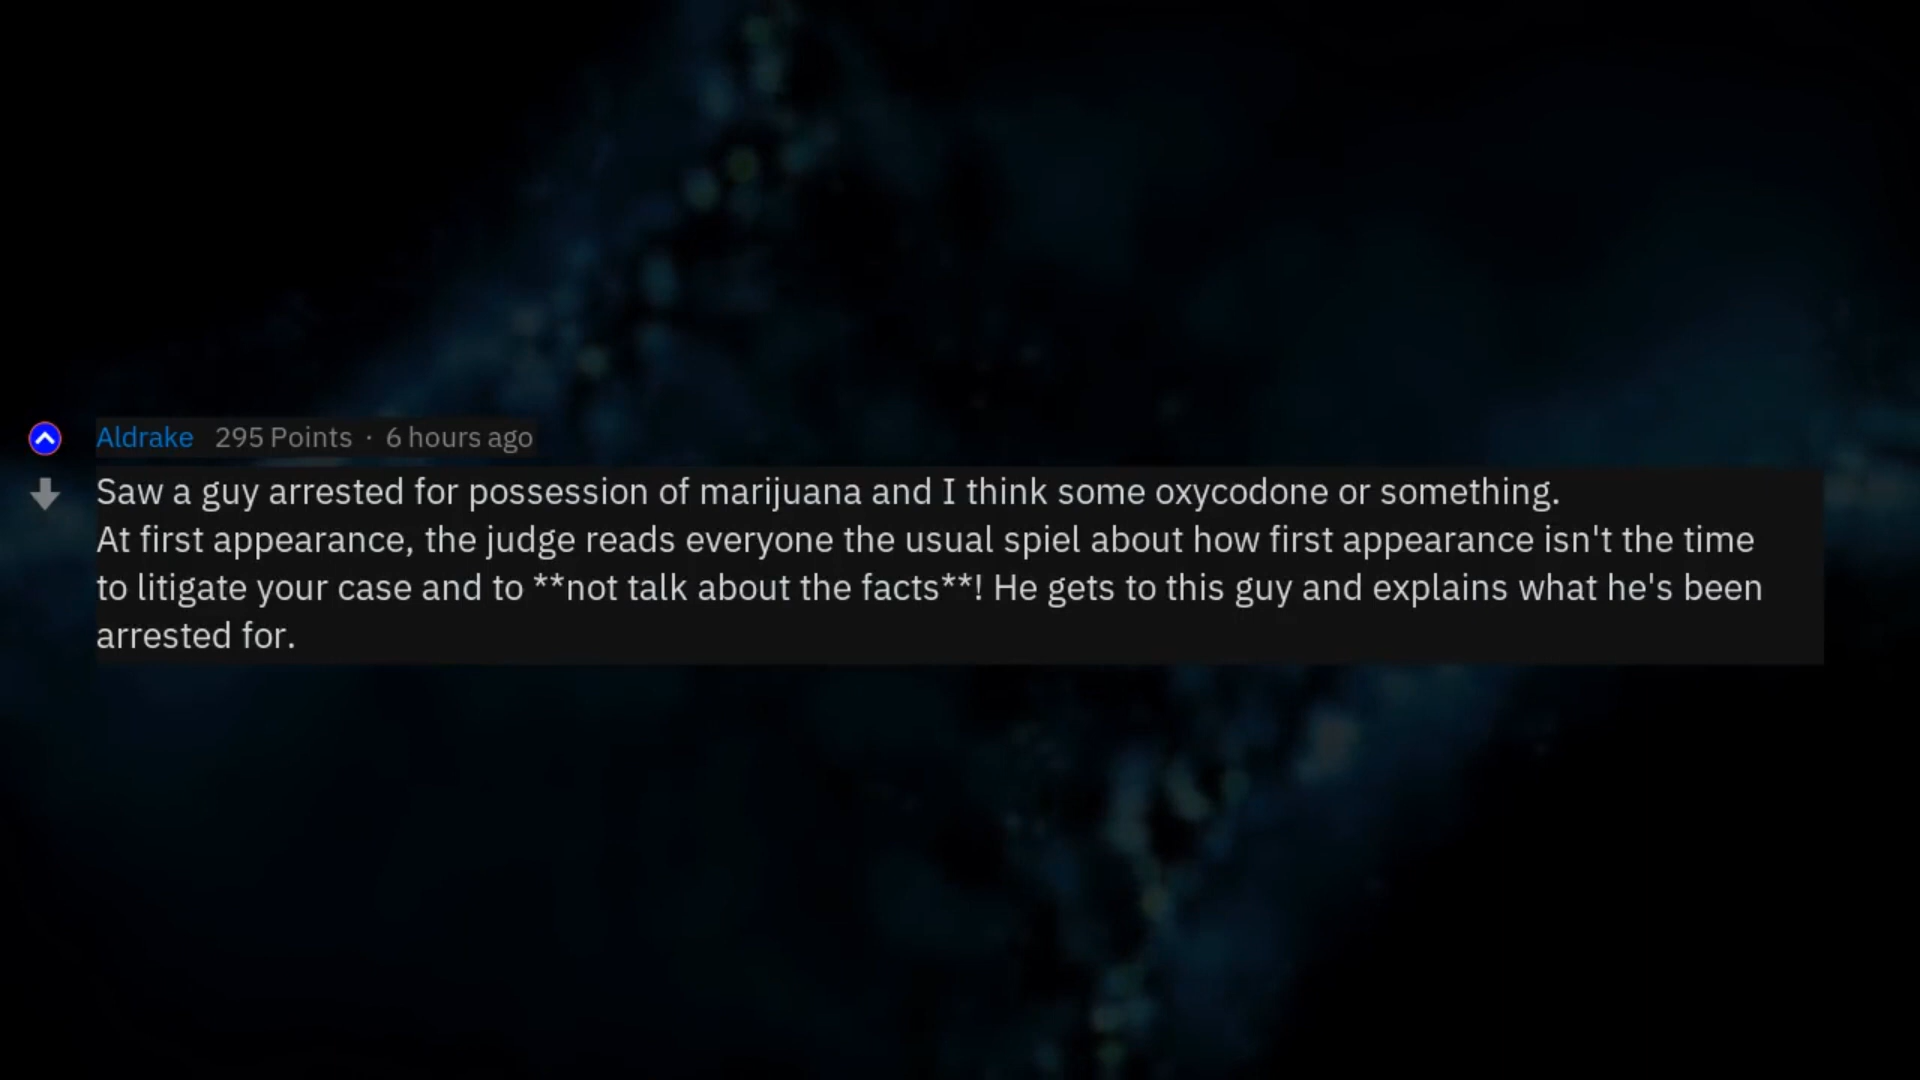 Aldrake 295 Points · 6 hours ago
Saw a guy arrested for possession of marijuana and I think some oxycodone or something.
At first appearance, the judge reads everyone the usual spiel about how first appearance isn't the time
to litigate your case and to **not talk about the facts**! He gets to this guy and explains what he's been
arrested for.